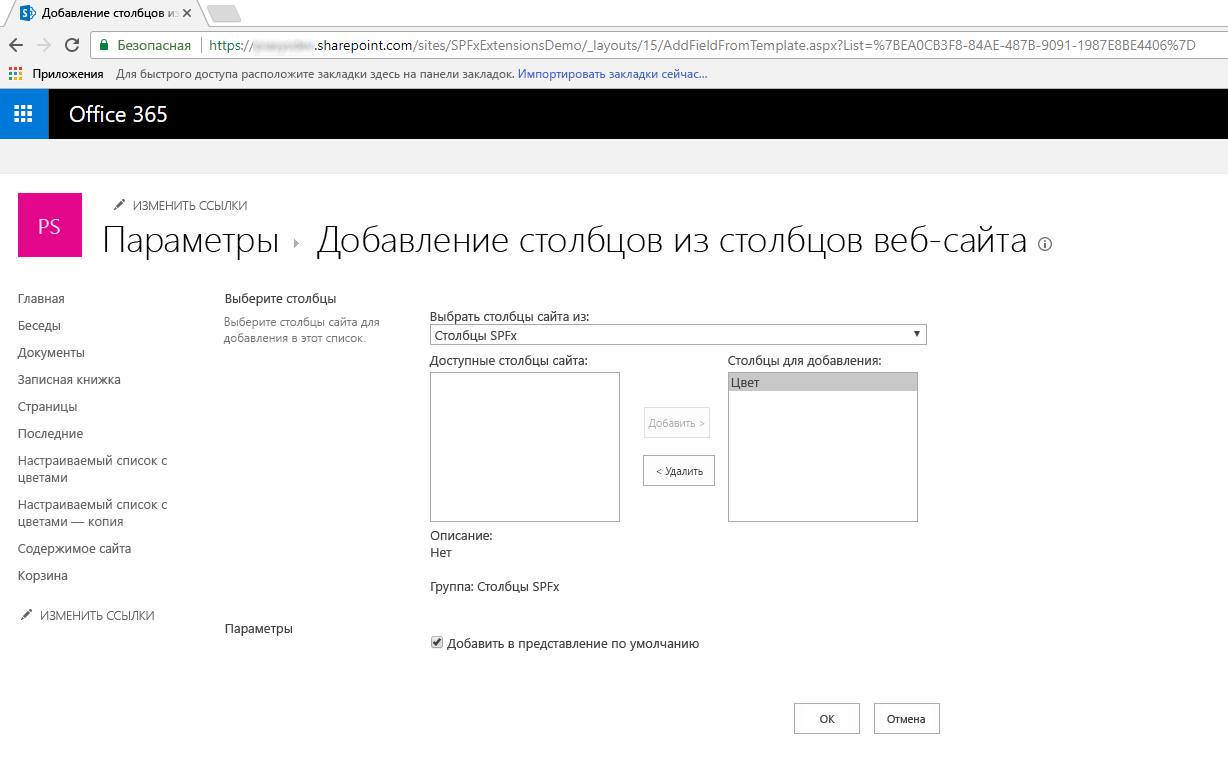 Добавление столбцов из
Безопасная
https:// .sharepoint.com/sites/SPFxExtensionsDemo/_layouts/15/AddFieldFromTemplate.aspx?List=%7BEA0CB3F8-84AE-487B-9091-1987E8BE4406%7D
Приложения Для быстрого доступа расположите закладки здесь на панели закладок. Импортировать закладки сейчас...
Office 365
PS
ИЗМЕНИТЬ ССЫЛКИ
Параметры Добавление столбцов из столбцов веб-сайта
Главная
Беседы
Документы
Записная книжка
Страницы
Последние
Настраиваемый список с
цветами
Настраиваемый список с
цветами — копия
Содержимое сайта
Корзина
ИЗМЕНИТЬ ССЫЛКИ
Выберите столбцы
Выберите столбцы сайта для
добавления в этот список.
Выбрать столбцы сайта из:
Столбцы SPFx
Доступные столбцы сайта:
Столбцы для добавления:
Цвет
Добавить >
< Удалить
Описание:
Нет
Группа: Столбцы SPFx
Параметры
Добавить в представление по умолчанию
ОК
Отмена